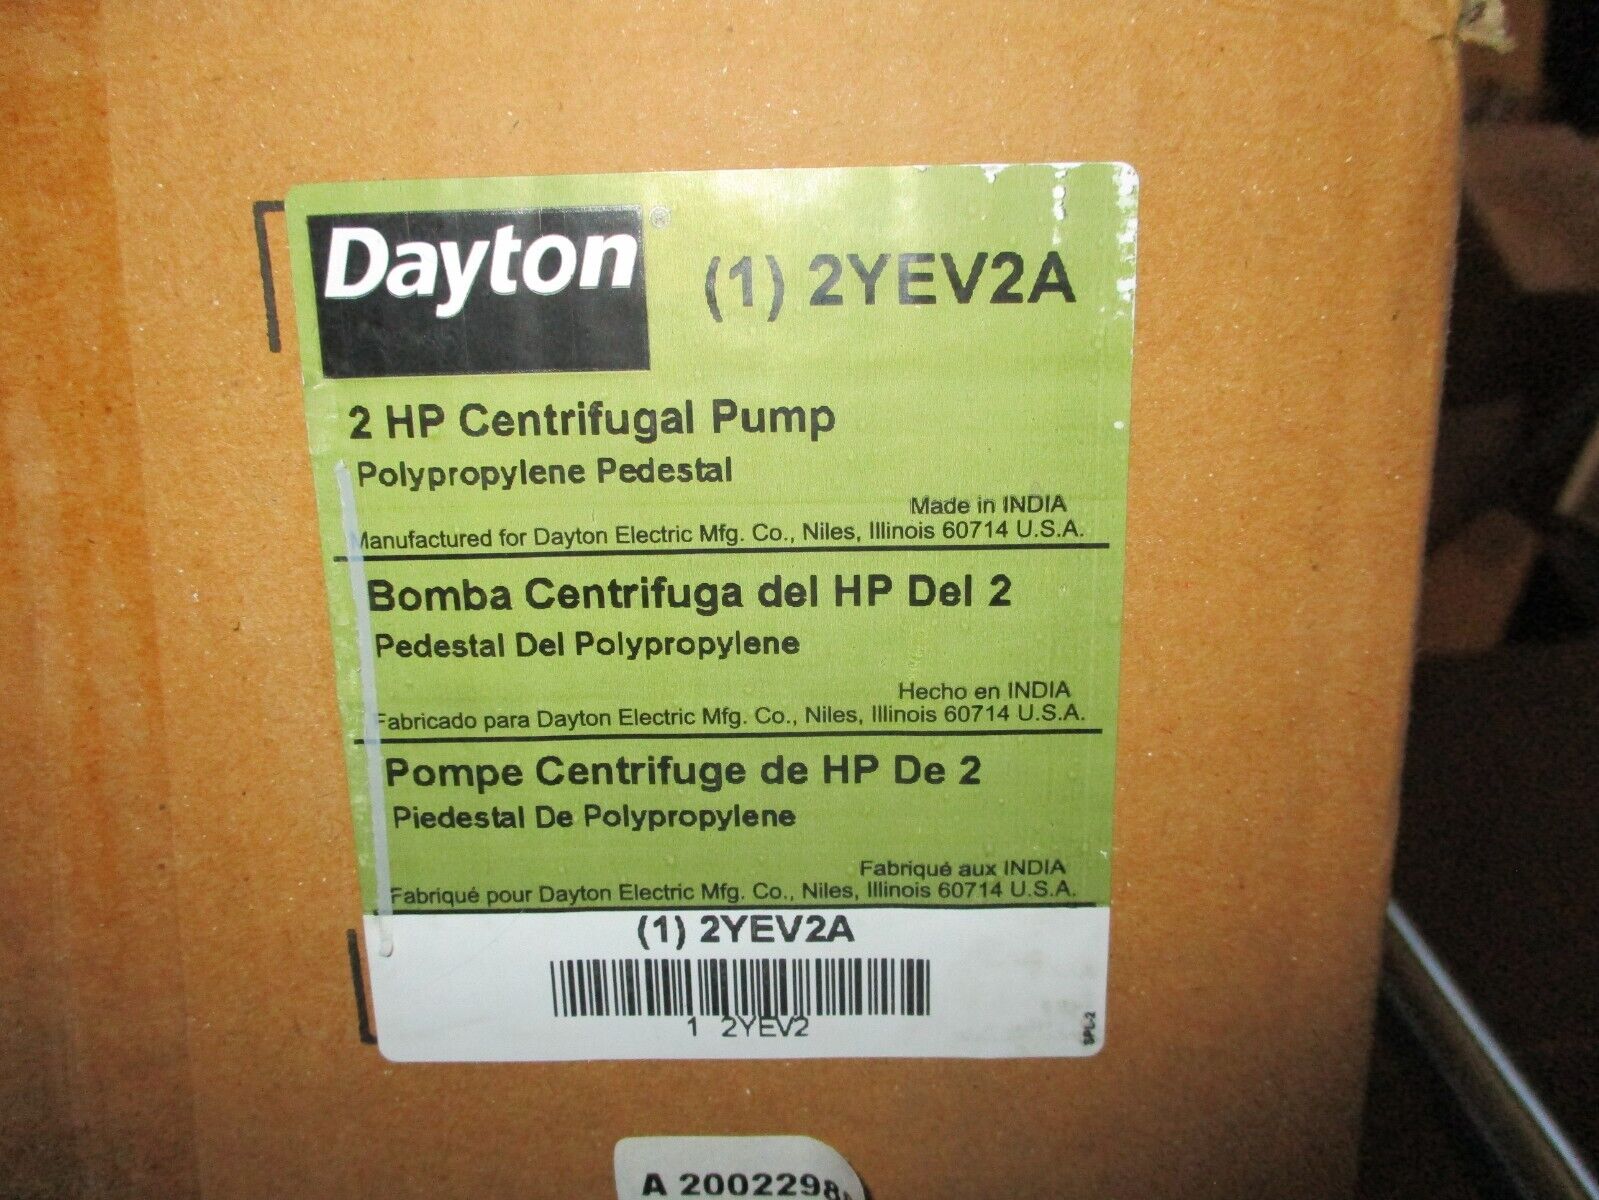 Dayton®
(1) 2YEV2A
2 HP Centrifugal Pump
Polypropylene Pedestal
Made in INDIA
Manufactured for Dayton Electric Mfg. Co., Niles, Illinois 60714 U.S.A.
Bomba Centrifuga del HP Del 2
Pedestal Del Polypropylene
Hecho en INDIA
Fabricado para Dayton Electric Mfg. Co., Niles, Illinois 60714 U.S.A.
Pompe Centrifuge de HP De 2
Piedestal De Polypropylene
Fabriqué aux INDIA
Fabriqué pour Dayton Electric Mfg. Co., Niles, Illinois 60714 U.S.A.
(1) 2YEV2A
1 2YEV2
SPL-2
A